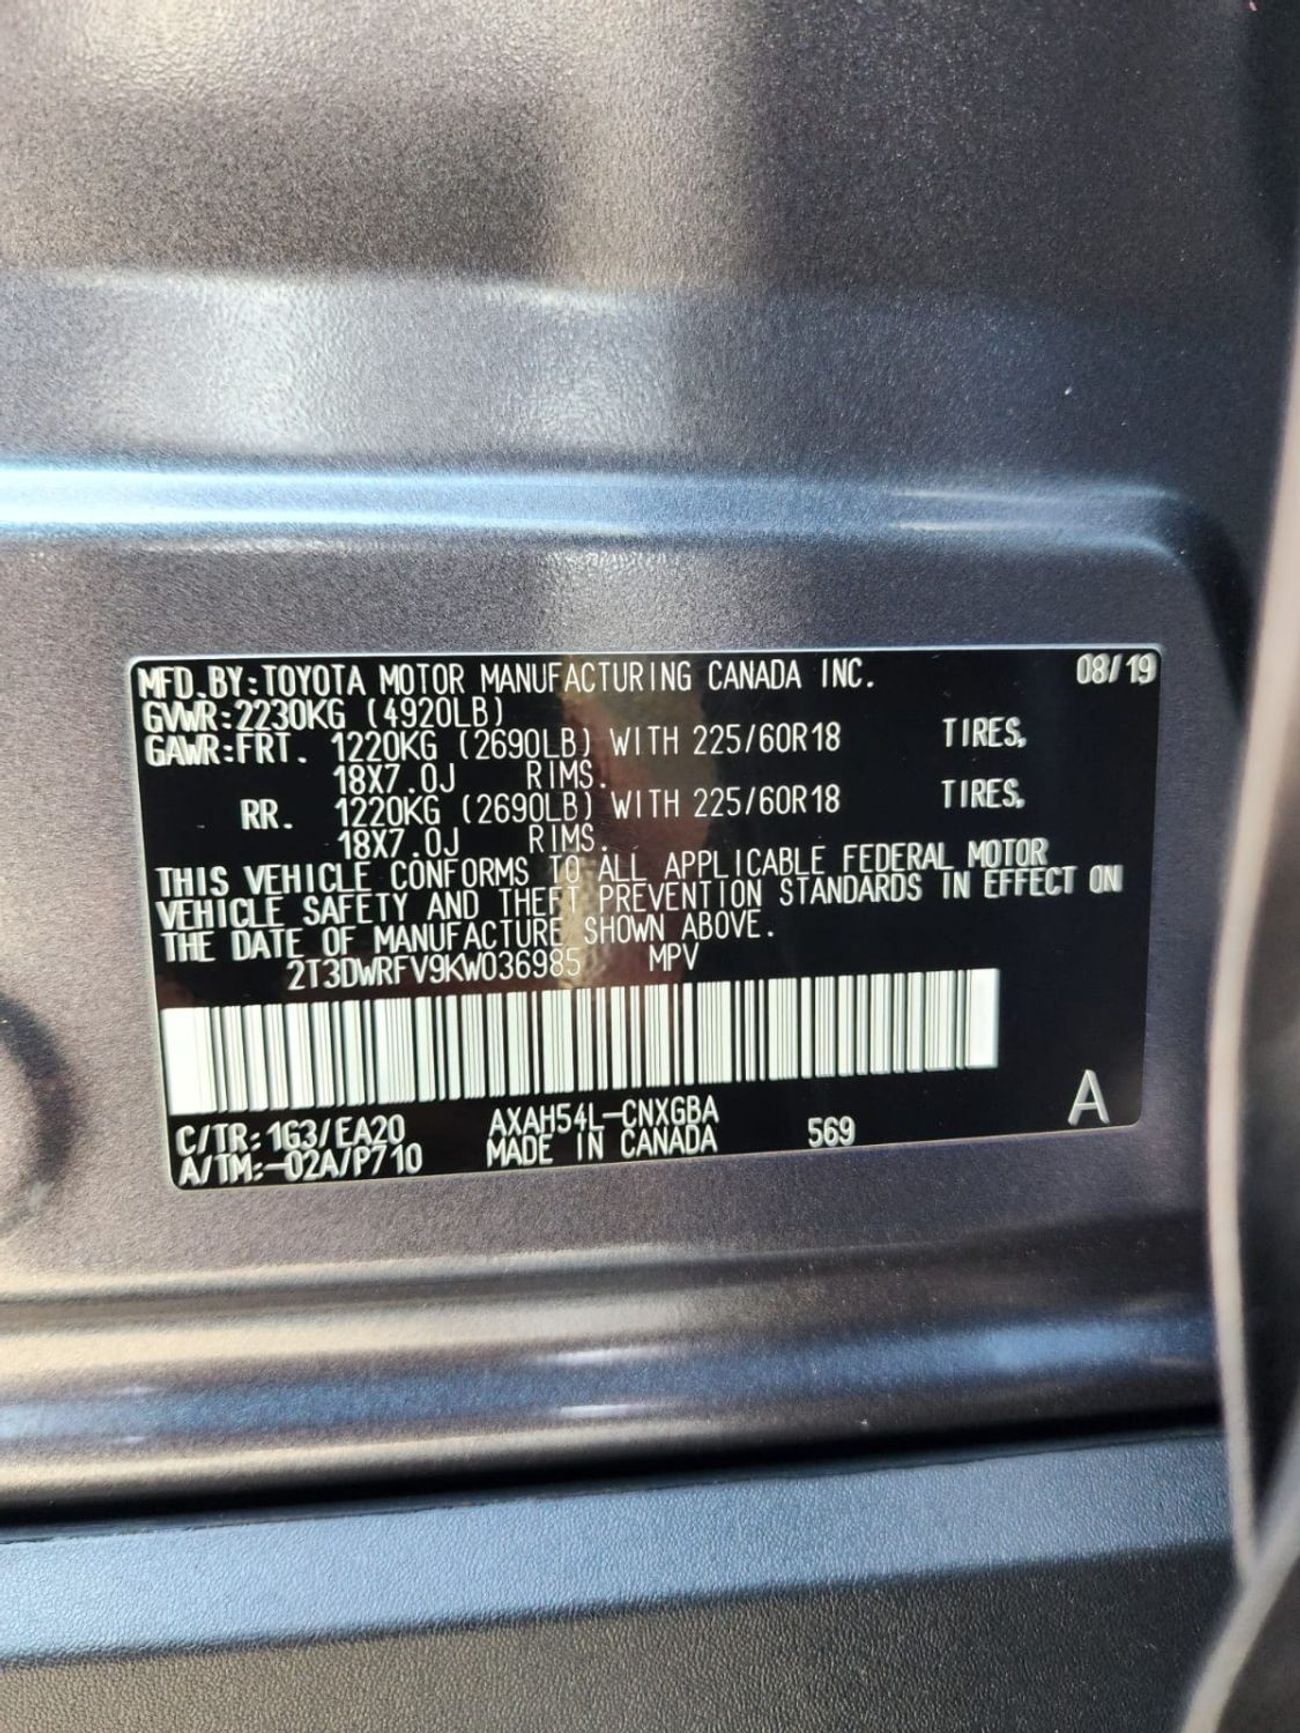 MFD.BY:TOYOTA MOTOR MANUFACTURING CANADA INC. 08/19
GVWR:2230KG (4920LB)
GAWR:FRT. 1220KG (2690LB) WITH 225/60R18 TIRES,
18X7.0J RIMS.
RR. 1220KG (2690LB) WITH 225/60R18 TIRES,
18X7.0J RIMS.
THIS VEHICLE CONFORMS TO ALL APPLICABLE FEDERAL MOTOR
VEHICLE SAFETY AND THEFT PREVENTION STANDARDS IN EFFECT ON
THE DATE OF MANUFACTURE SHOWN ABOVE.
2T3DWRFV9KW036985 MPV
C/TR:1G3/EA20 AXAH54L-CNXGBA 569 A
A/TM:-02A/P710 MADE IN CANADA